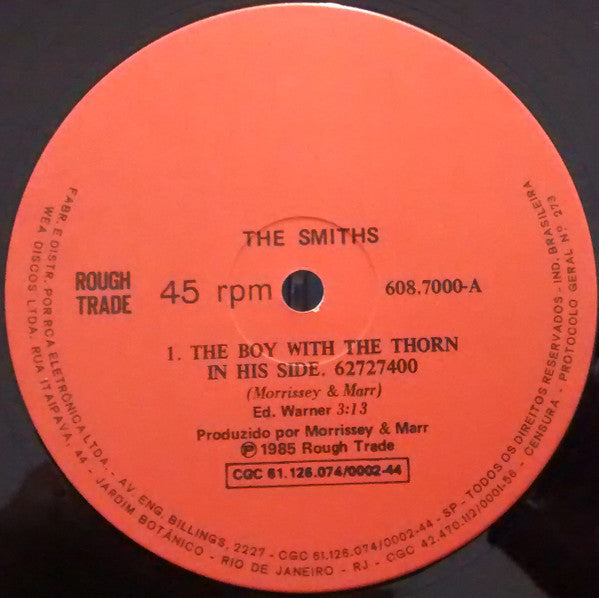 THE SMITHS
ROUGH
TRADE
45 rpm
608.7000-A
1. THE BOY WITH THE THORN
IN HIS SIDE. 62727400
(Morrissey & Marr)
Ed. Warner 3:13
Produzido por Morrissey & Marr
Ⓟ 1985 Rough Trade
CGC 61.126.074/0002-44
FABR. E DISTR. POR RCA ELETRÔNICA LTDA. - AV. ENG. BILLINGS, 2227 - CGC 61.126.074/0002-44 - SP - TODOS OS DIREITOS RESERVADOS - IND. BRASILEIRA
WEA DISCOS LTDA. RUA ITAIPAVA, 44 - JARDIM BOTÂNICO - RIO DE JANEIRO - RJ - CGC 42.470.112/0001-56 - CENSURA - PROTOCOLO GERAL Nº 273